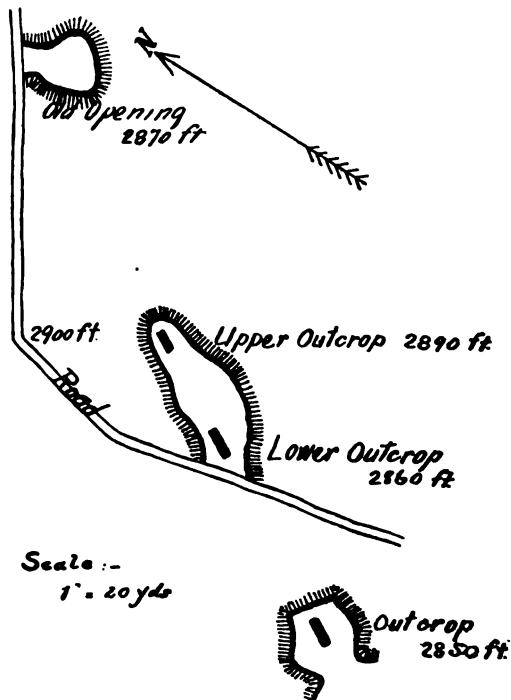 N
Old Opening
2870 ft
2900 ft.
Upper Outcrop 2890 ft.
Road
Lower Outcrop
2860 ft
Scale :-
1" = 20 yds
Outcrop
2850 ft.